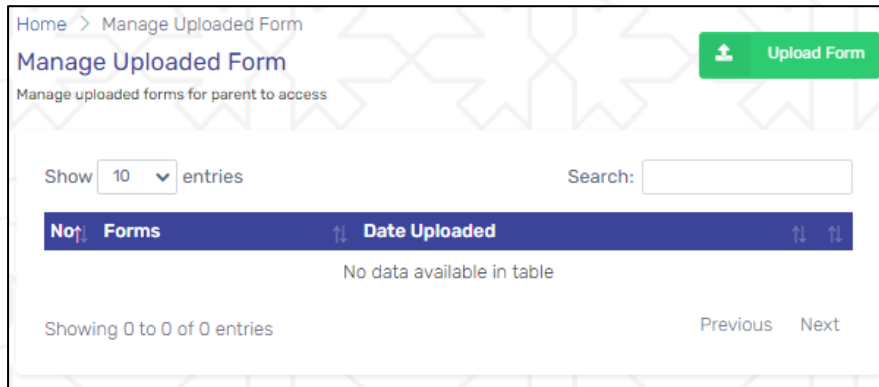 Home > Manage Uploaded Form
Manage Uploaded Form
Upload Form
Manage uploaded forms for parent to access
Show 10 entries Search:
No Forms Date Uploaded
No data available in table
Showing 0 to 0 of 0 entries Previous Next